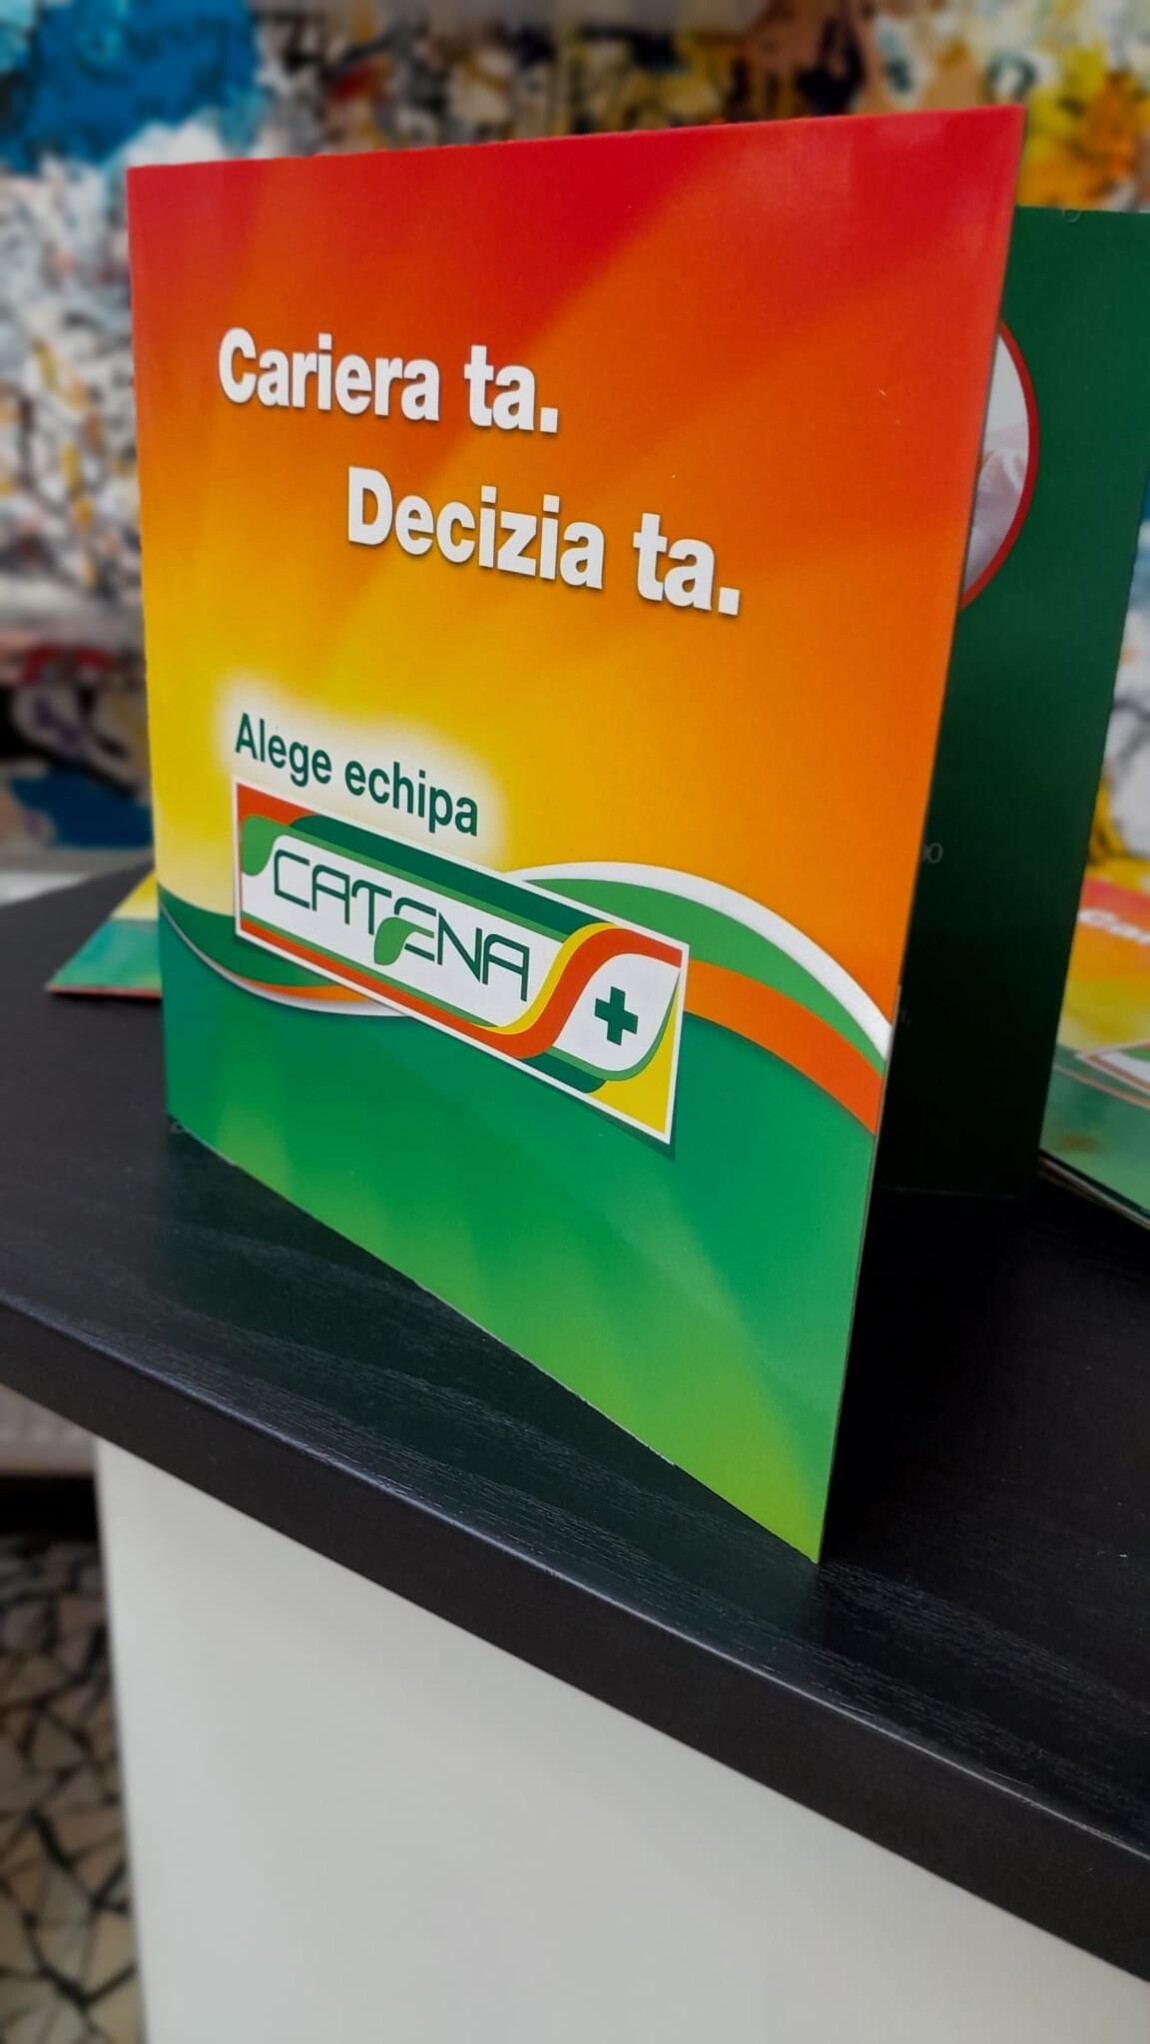 Cariera ta.
Decizia ta.
Alege echipa
CATENA